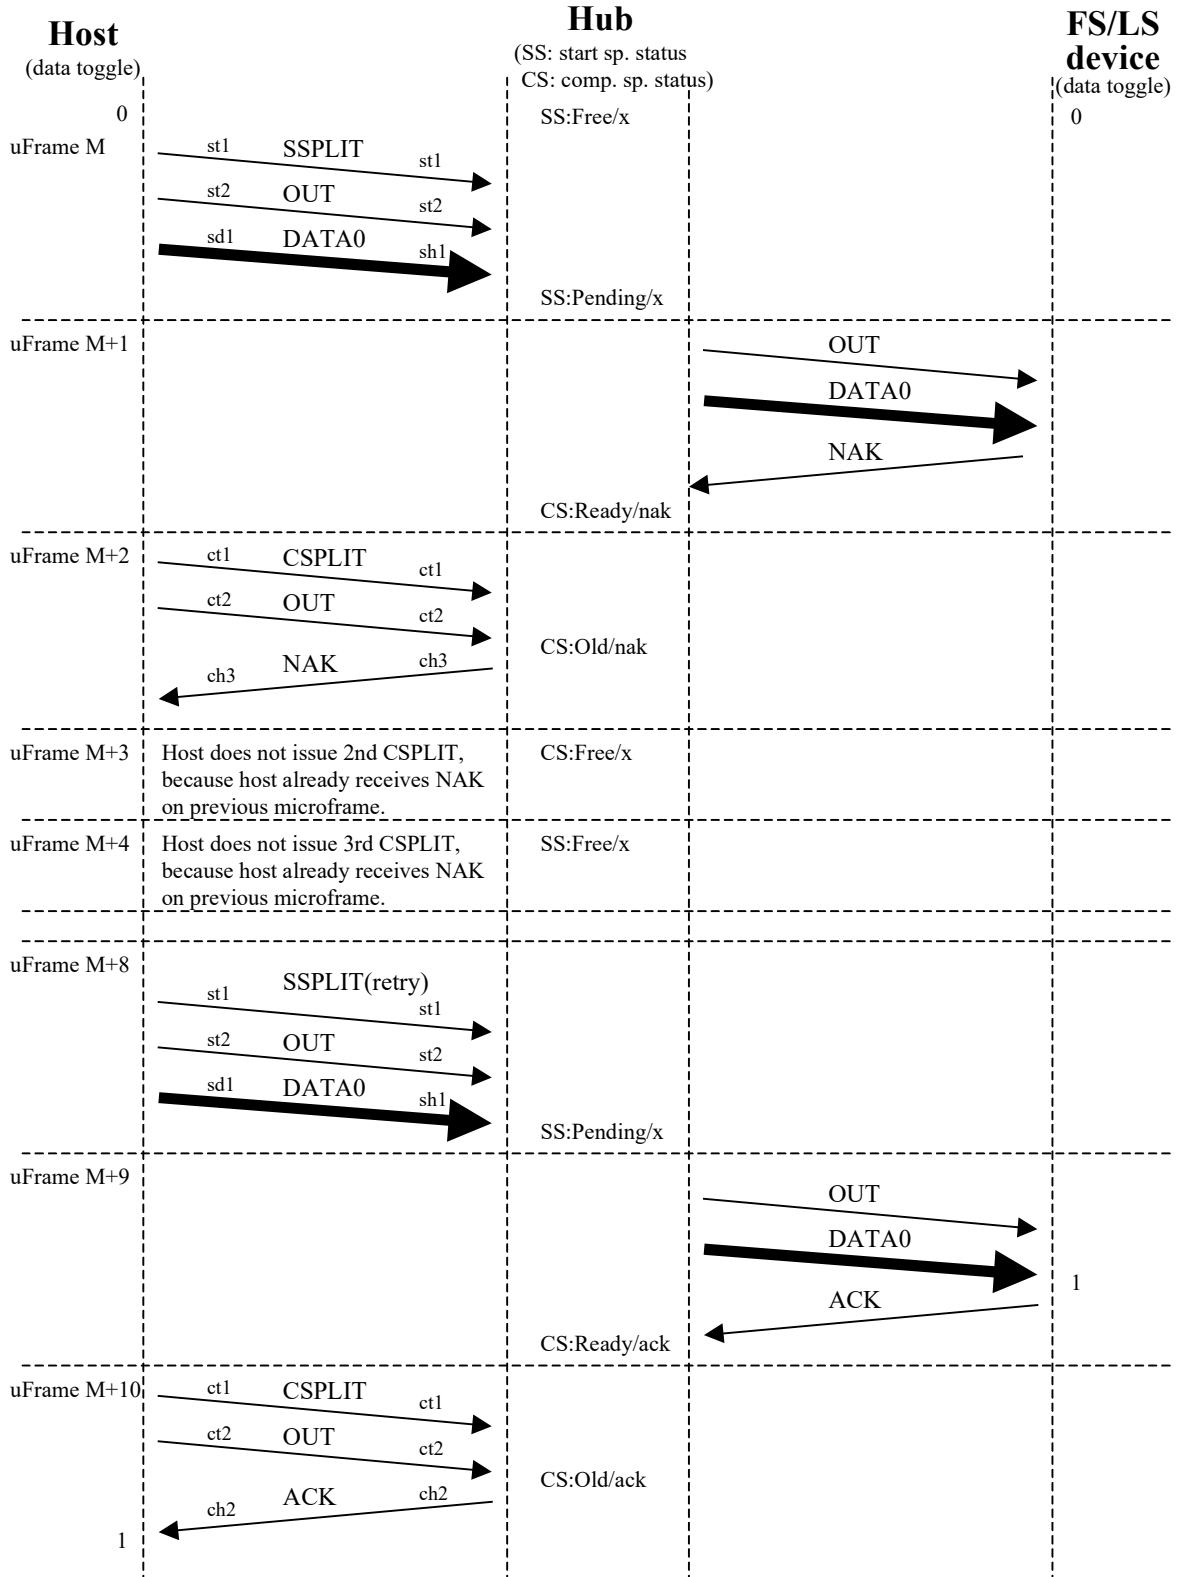 Host
(data toggle)
Hub
(SS: start sp. status
CS: comp. sp. status)
FS/LS
device
(data toggle)
0
SS:Free/x
0
uFrame M
st1 SSPLIT st1
st2 OUT st2
sd1 DATA0 sh1
SS:Pending/x
uFrame M+1
OUT
DATA0
NAK
CS:Ready/nak
uFrame M+2
ct1 CSPLIT ct1
ct2 OUT ct2
CS:Old/nak
ch3 NAK ch3
uFrame M+3
Host does not issue 2nd CSPLIT,
because host already receives NAK
on previous microframe.
CS:Free/x
uFrame M+4
Host does not issue 3rd CSPLIT,
because host already receives NAK
on previous microframe.
SS:Free/x
uFrame M+8
SSPLIT(retry)
st1 st1
st2 OUT st2
sd1 DATA0 sh1
SS:Pending/x
uFrame M+9
OUT
DATA0
1
ACK
CS:Ready/ack
uFrame M+10
ct1 CSPLIT ct1
ct2 OUT ct2
CS:Old/ack
ch2 ACK ch2
1